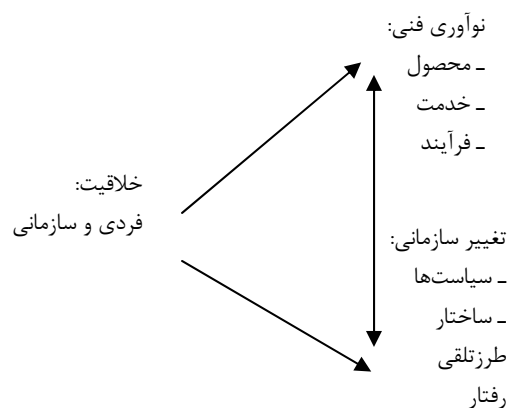 نوآوری فنی:
ـ محصول
ـ خدمت
ـ فرآیند
خلاقیت:
فردی و سازمانی
تغییر سازمانی:
ـ سیاست‌ها
ـ ساختار
طرزتلقی
رفتار